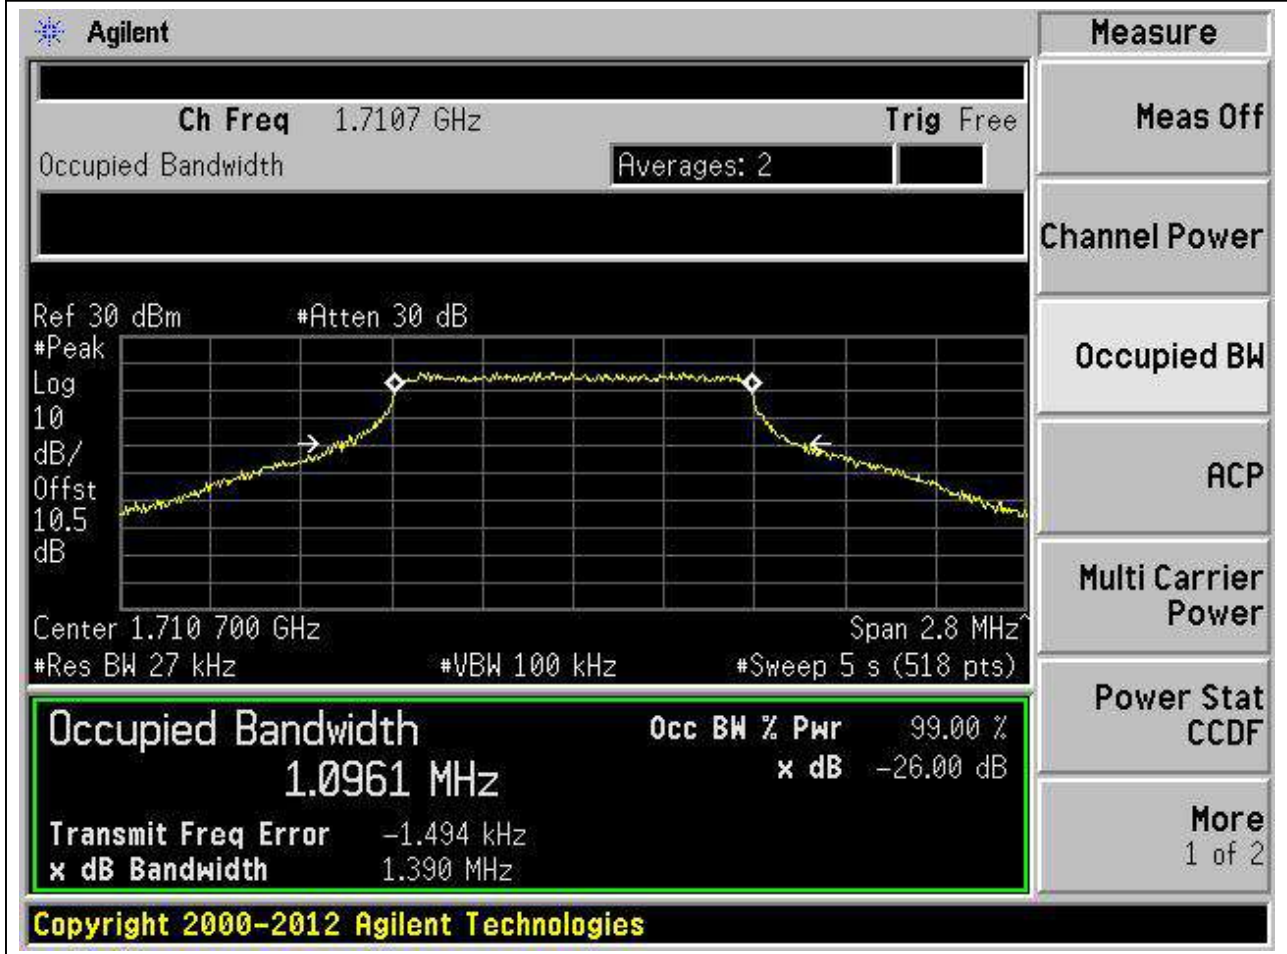 Agilent
Measure
Ch Freq 1.7107 GHz Trig Free
Occupied Bandwidth Averages: 2
Meas Off
Channel Power
Occupied BW
ACP
Multi Carrier
Power
Power Stat
CCDF
More
1 of 2
Ref 30 dBm #Atten 30 dB
#Peak
Log
10
dB/
Offst
10.5
dB
Center 1.710 700 GHz Span 2.8 MHz^
#Res BW 27 kHz #VBW 100 kHz #Sweep 5 s (518 pts)
Occupied Bandwidth
1.0961 MHz
Occ BW % Pwr 99.00 %
x dB -26.00 dB
Transmit Freq Error -1.494 kHz
x dB Bandwidth 1.390 MHz
Copyright 2000-2012 Agilent Technologies